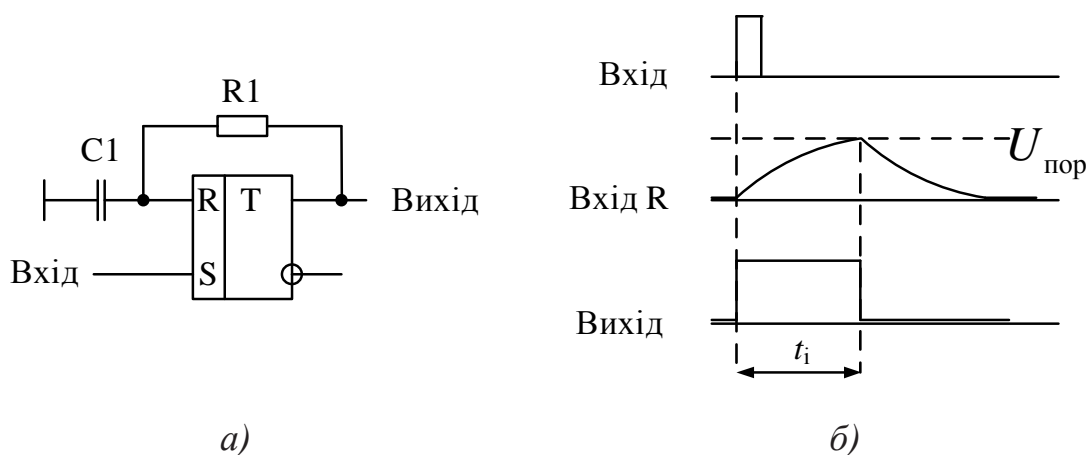 R1
C1
R T
Вихід
Вхід
S
а)
Вхід
Uпор
Вхід R
Вихід
tі
б)